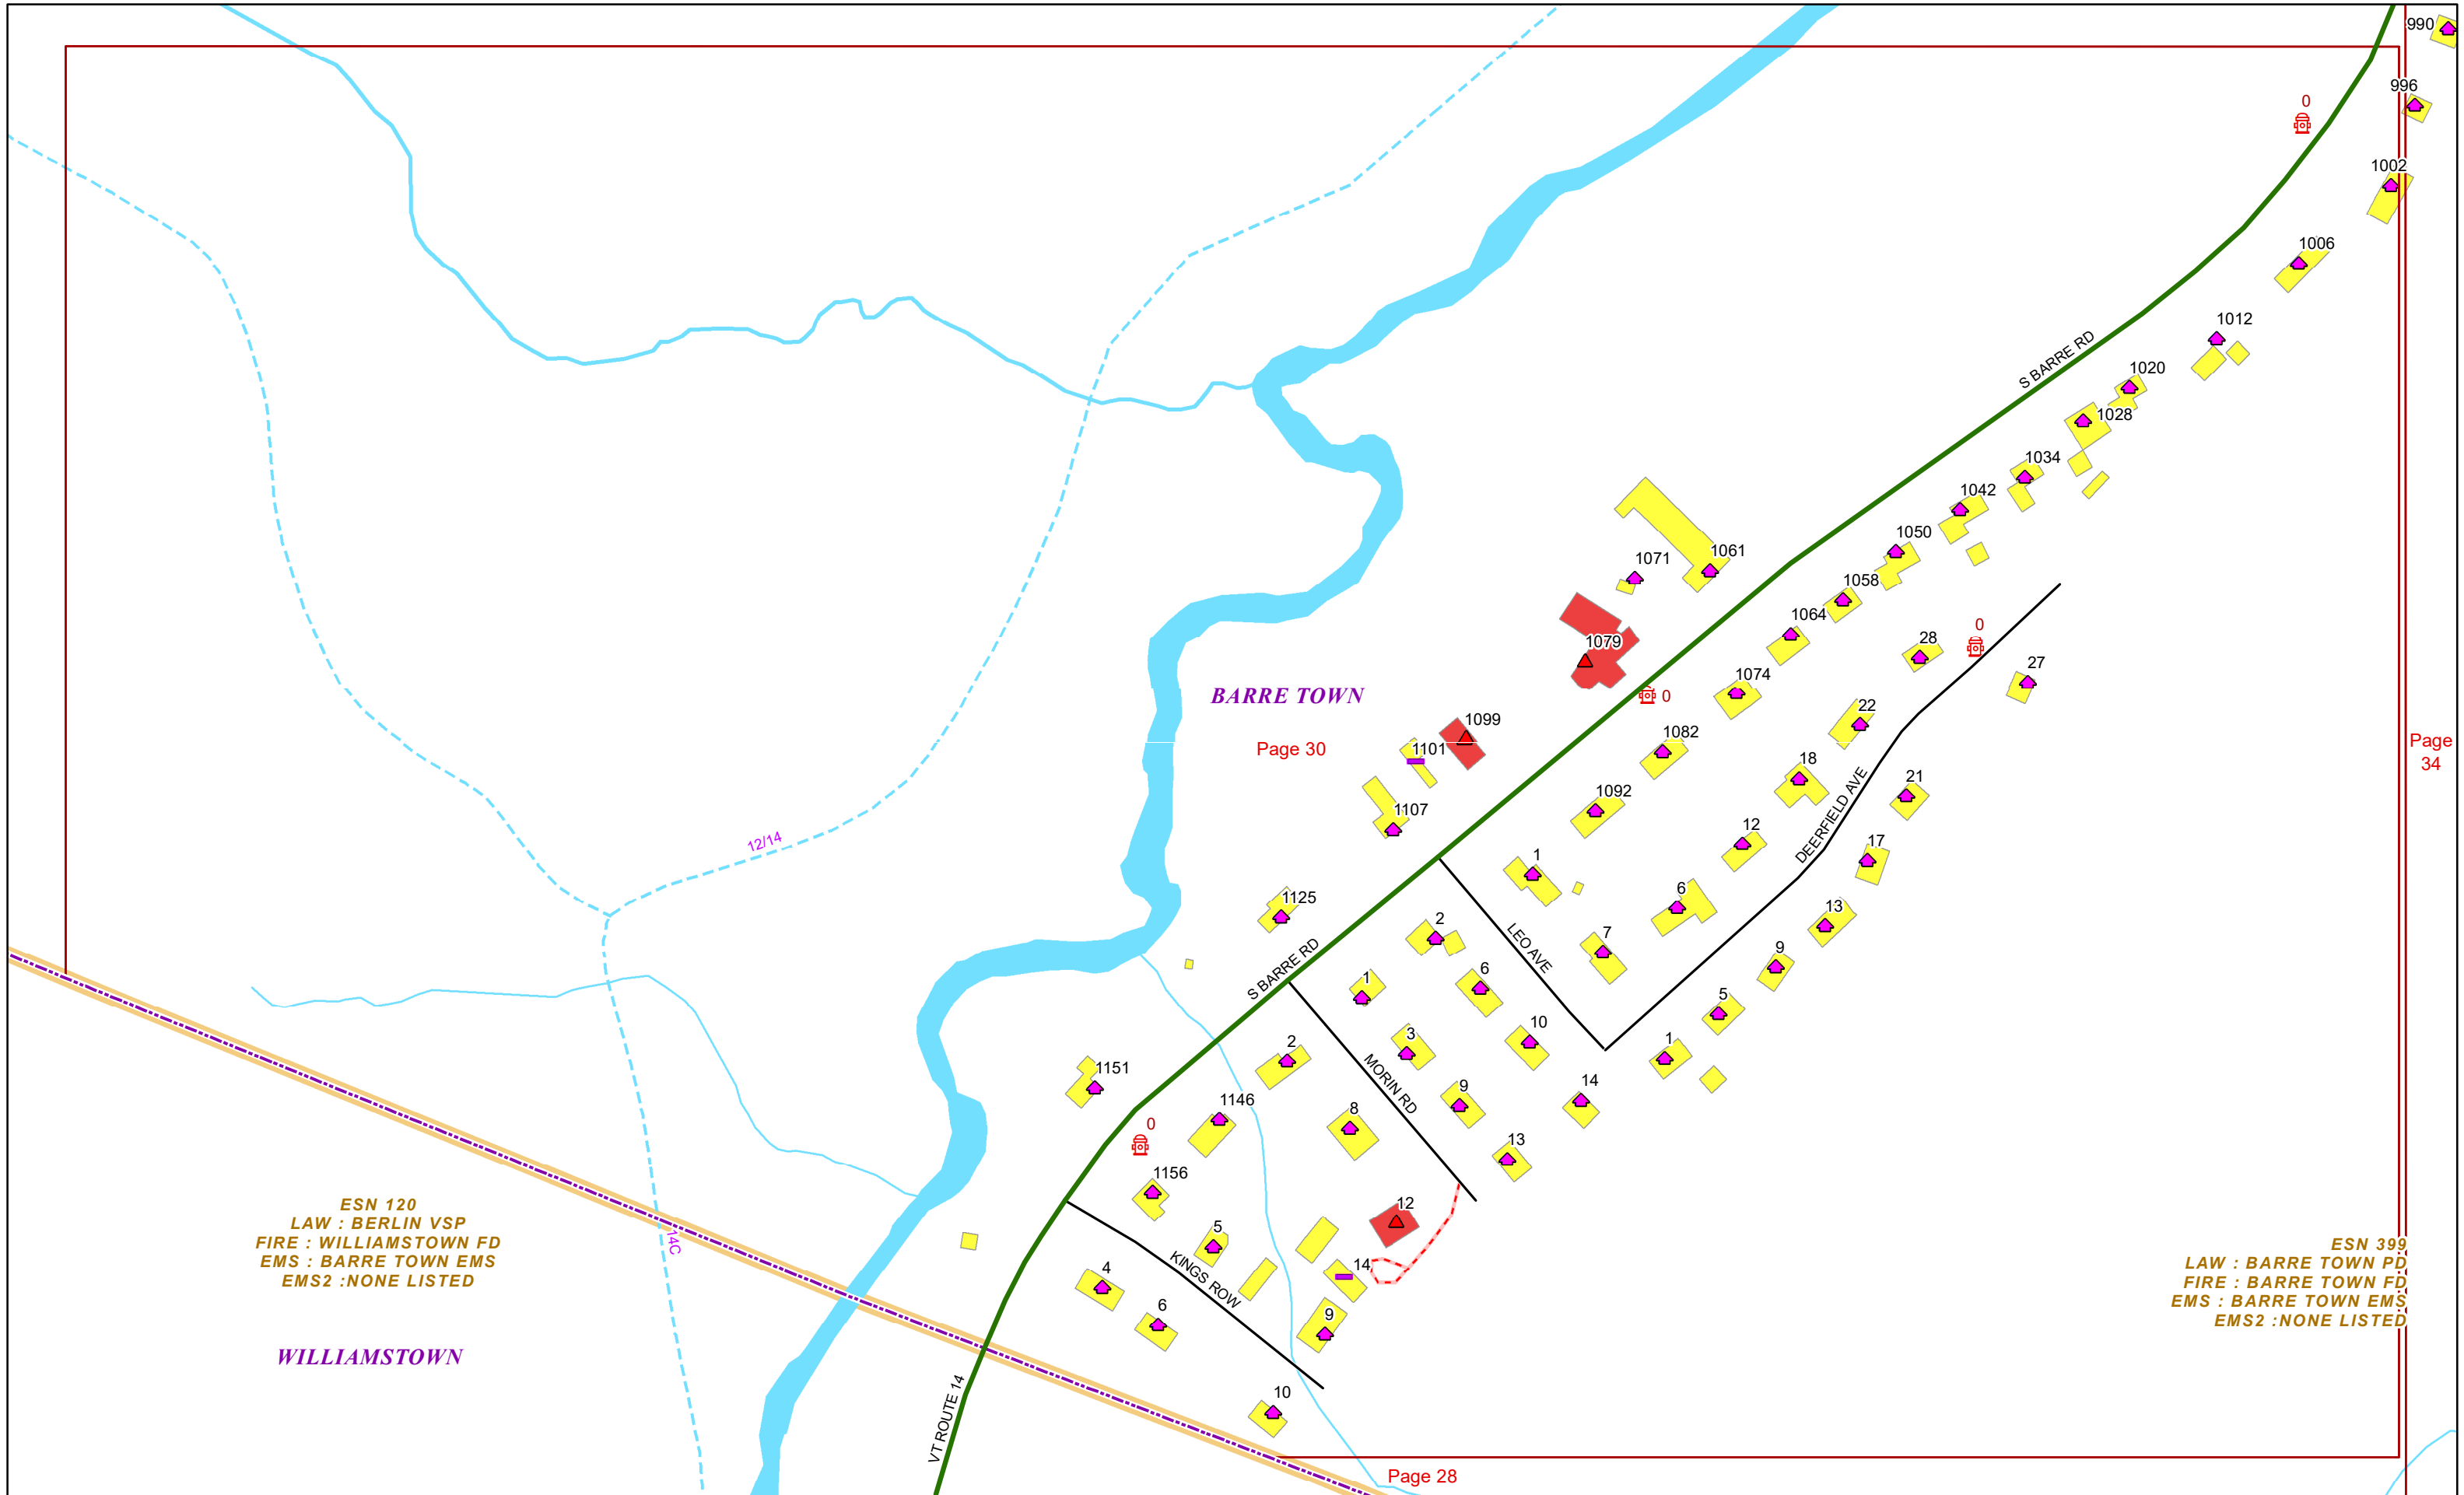 990
996
0
1002
1006
1012
S BARRE RD
1020
1028
1034
1042
1050
1061
1071
1058
1064
0
28
1079
27
1074
BARRE TOWN
0
22
1099
1082
Page 30
1101
Page
34
18
21
1092
1107
DEERFIELD AVE
12/14
12
17
1
6
1125
13
2
7
LEO AVE
9
S BARRE RD
1
6
5
10
3
2
1
1151
MORIN RD
9
14
1146
8
0
13
1156
12
ESN 120
LAW : BERLIN VSP
FIRE : WILLIAMSTOWN FD
EMS : BARRE TOWN EMS
EMS2 :NONE LISTED
14C
5
KINGS ROW
14
4
6
9
ESN 399
LAW : BARRE TOWN PD
FIRE : BARRE TOWN FD
EMS : BARRE TOWN EMS
EMS2 :NONE LISTED
WILLIAMSTOWN
10
VT ROUTE 14
Page 28